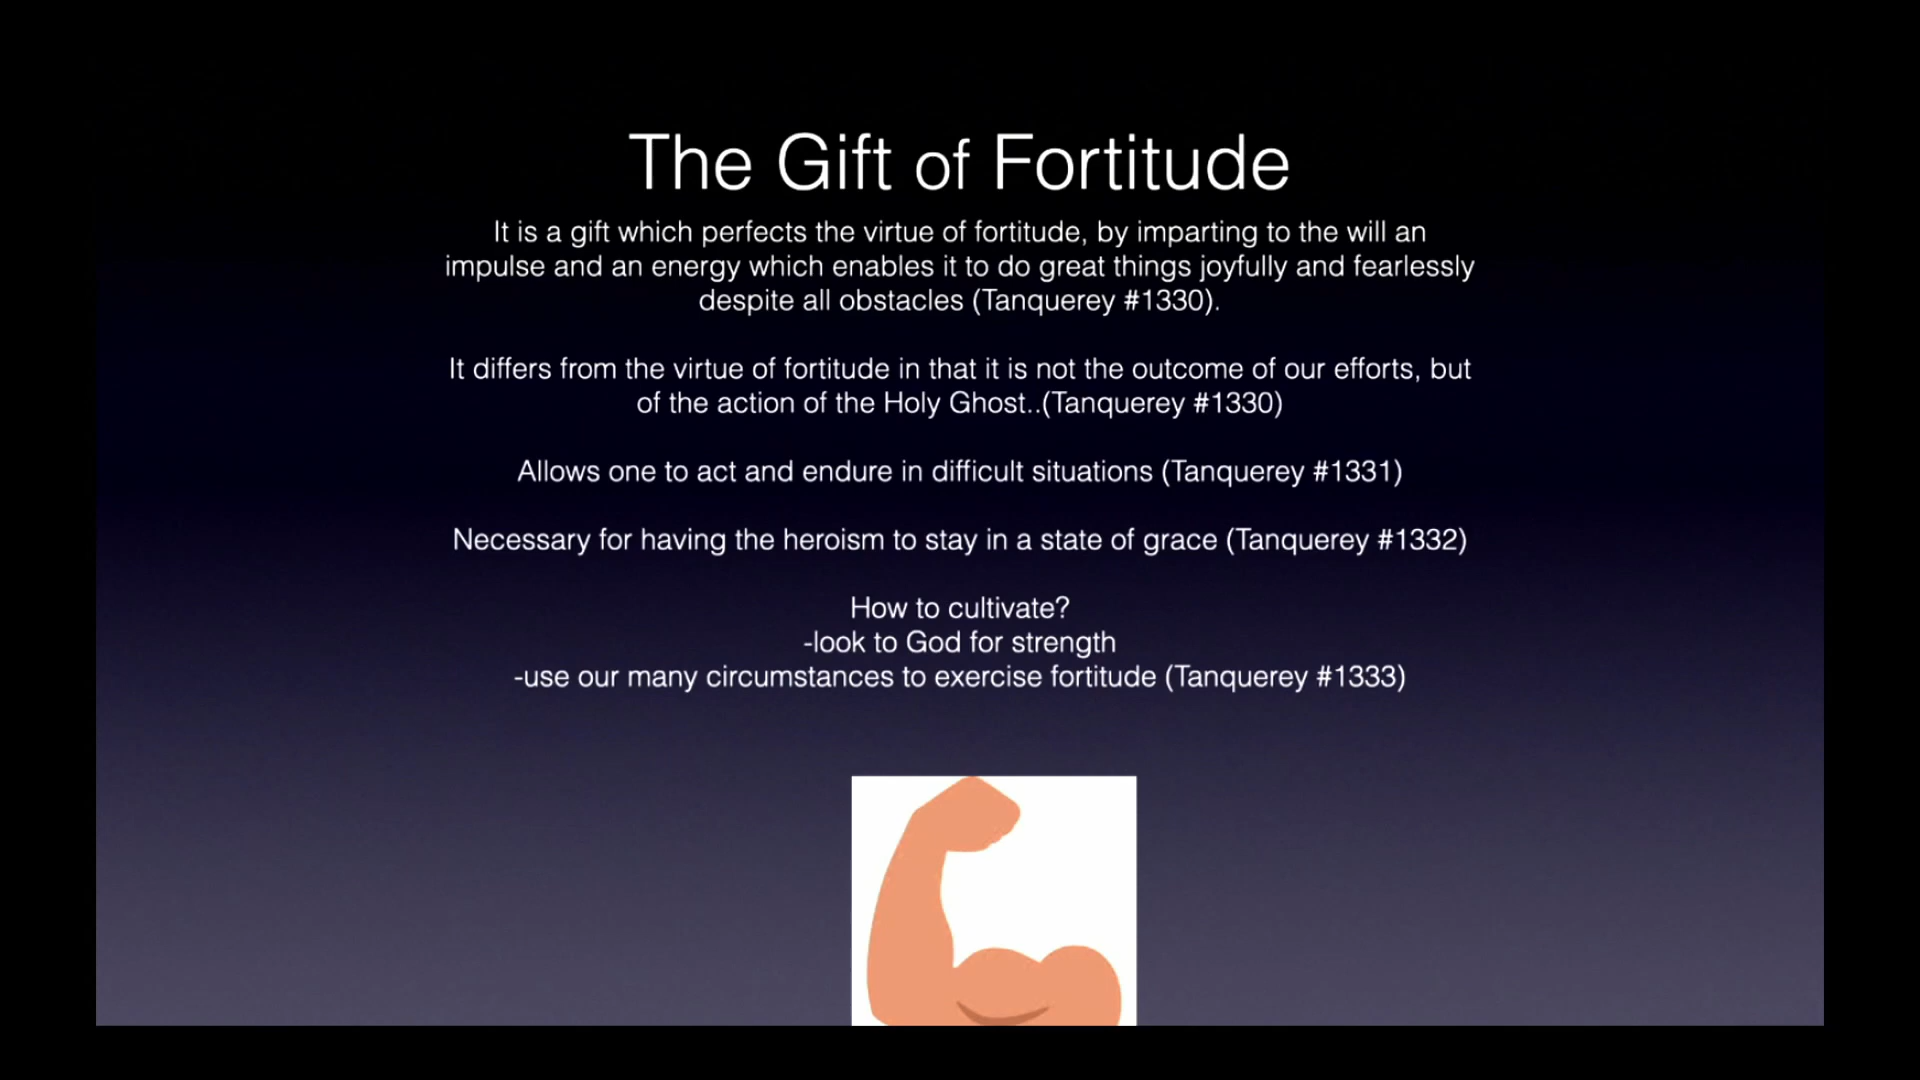 The Gift of Fortitude
It is a gift which perfects the virtue of fortitude, by imparting to the will an
impulse and an energy which enables it to do great things joyfully and fearlessly
despite all obstacles (Tanquerey #1330).
It differs from the virtue of fortitude in that it is not the outcome of our efforts, but
of the action of the Holy Ghost..(Tanquerey #1330)
Allows one to act and endure in difficult situations (Tanquerey #1331)
Necessary for having the heroism to stay in a state of grace (Tanquerey #1332)
How to cultivate?
-look to God for strength
-use our many circumstances to exercise fortitude (Tanquerey #1333)